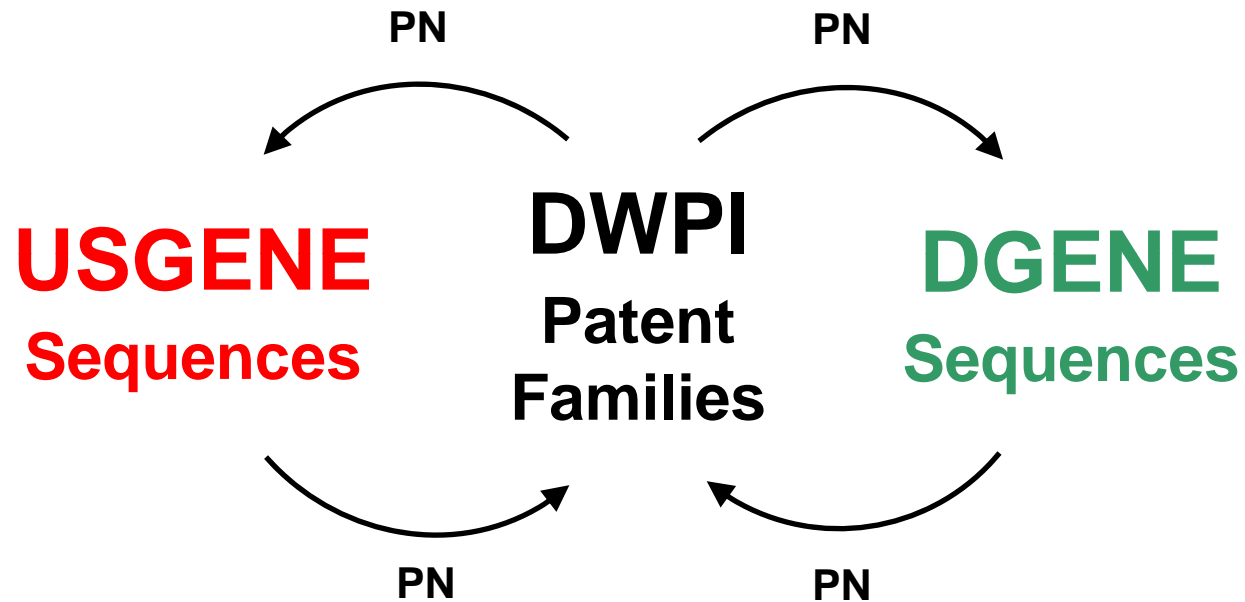 PN
PN
USGENE
Sequences
DWPI
Patent
Families
DGENE
Sequences
PN
PN